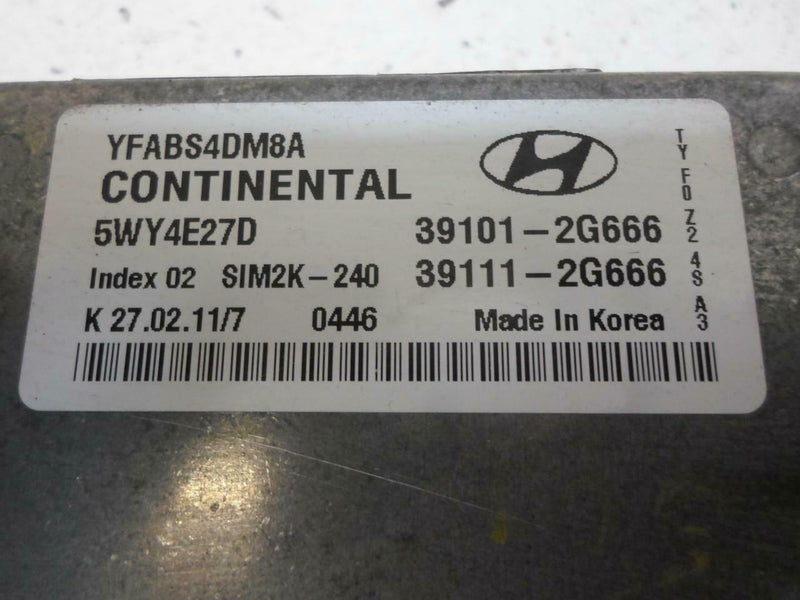 YFABS4DM8A
CONTINENTAL
5WY4E27D 39101-2G666
Index 02 SIM2K-240 39111-2G666
K 27.02.11/7 0446 Made In Korea
TY F0 Z2 4S A3